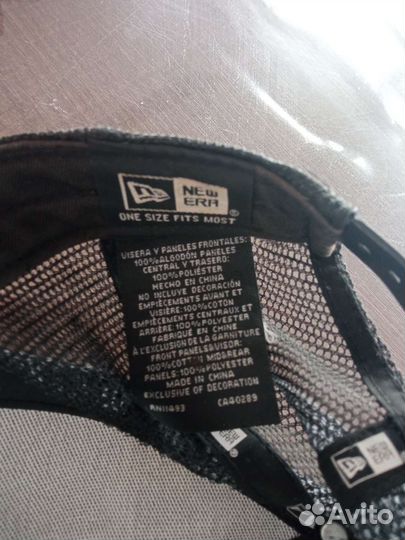 NEW
ERA
ONE SIZE FITS MOST®
VISERA Y PANELES FRONTALES:
100%ALGODÓN PANELES
CENTRAL Y TRASERO:
100%POLIÉSTER
HECHO EN CHINA
NO INCLUYE DECORACIÓN
EMPIÈCEMENTS AVANT ET
VISIÈRE:100%COTON
EMPIÈCEMENTS CENTRAUX ET
ARRIÈRE:100%POLYESTER
FABRIQUÉ EN CHINE
À L'EXCLUSION DE LA GARNITURE
FRONT PANELS/VISOR:
100%COTTON MIDREAR
PANELS:100%POLYESTER
MADE IN CHINA
EXCLUSIVE OF DECORATION
RN11493 CA40289
NEW
ERA
Avito